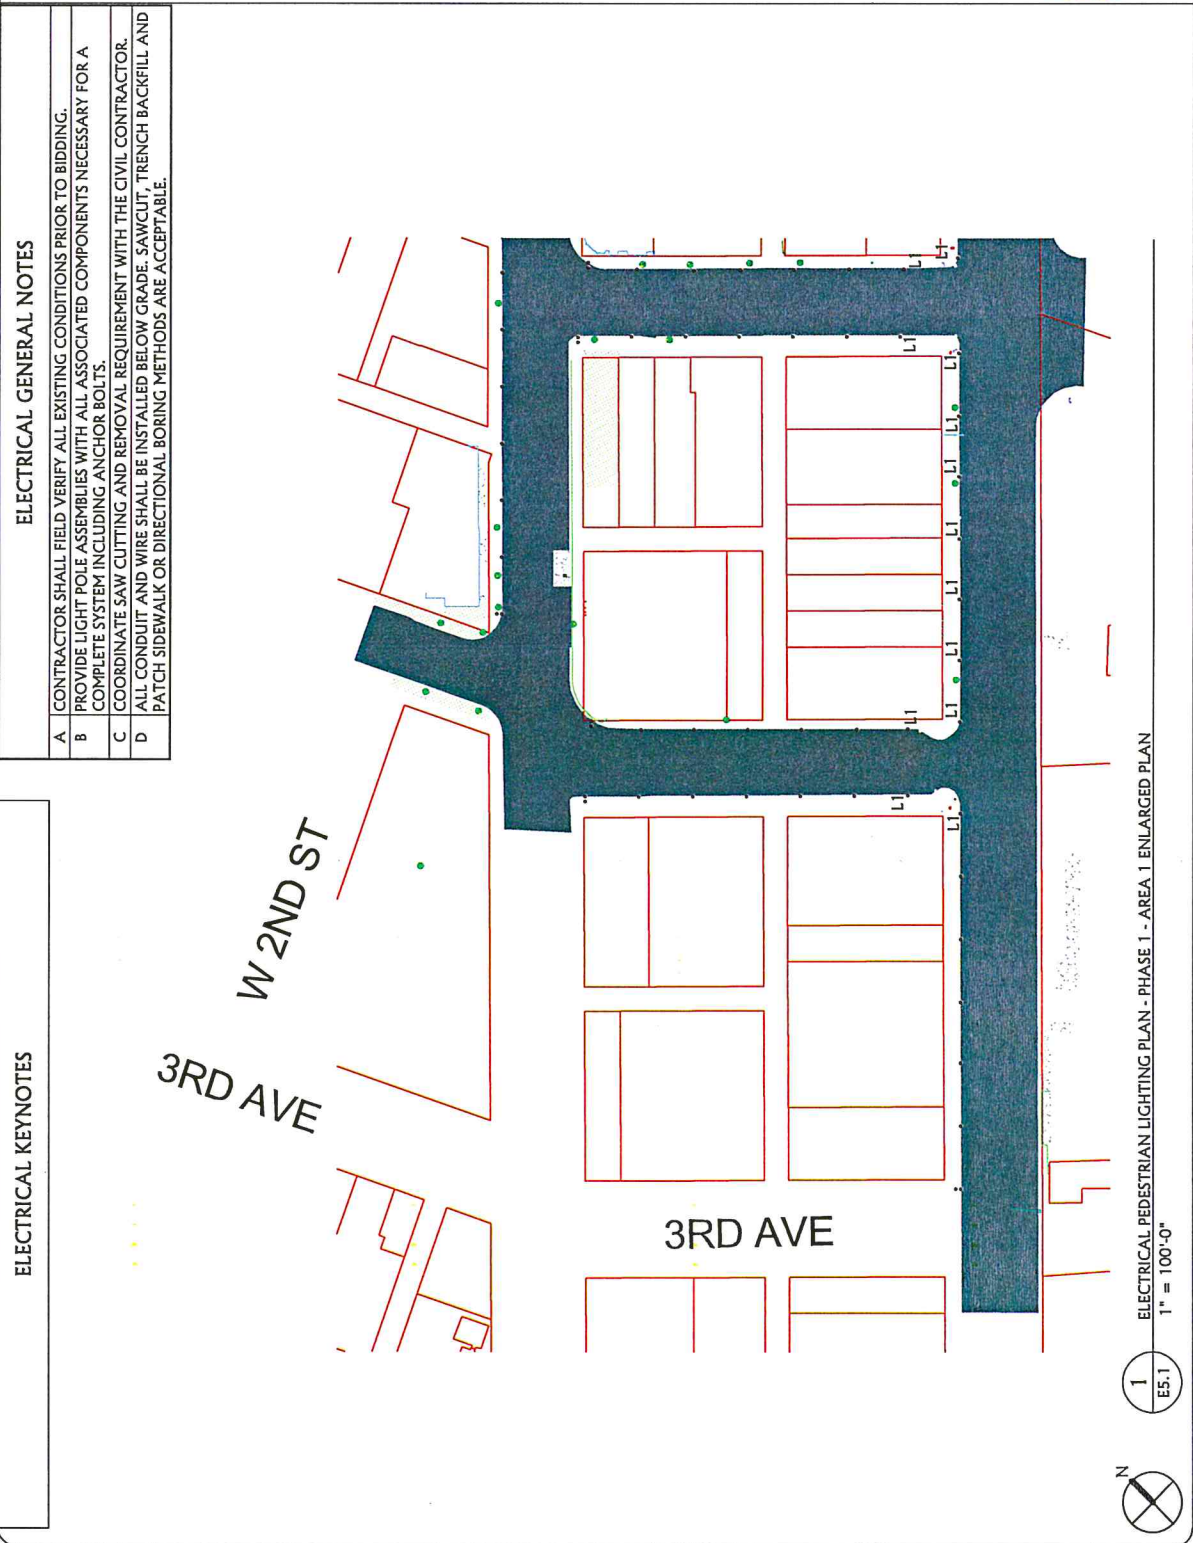 ELECTRICAL KEYNOTES
ELECTRICAL GENERAL NOTES
A CONTRACTOR SHALL FIELD VERIFY ALL EXISTING CONDITIONS PRIOR TO BIDDING.
B PROVIDE LIGHT POLE ASSEMBLIES WITH ALL ASSOCIATED COMPONENTS NECESSARY FOR A
COMPLETE SYSTEM INCLUDING ANCHOR BOLTS.
C COORDINATE SAW CUTTING AND REMOVAL REQUIREMENT WITH THE CIVIL CONTRACTOR.
D ALL CONDUIT AND WIRE SHALL BE INSTALLED BELOW GRADE. SAWCUT, TRENCH BACKFILL AND
PATCH SIDEWALK OR DIRECTIONAL BORING METHODS ARE ACCEPTABLE.
3RD AVE
W 2ND ST
3RD AVE
L1
L1
L1
L1
L1
L1
L1
L1
L1
L1
L1
L1
L1
L1
N
1
E5.1
ELECTRICAL PEDESTRIAN LIGHTING PLAN - PHASE 1 - AREA 1 ENLARGED PLAN
1" = 100'-0"